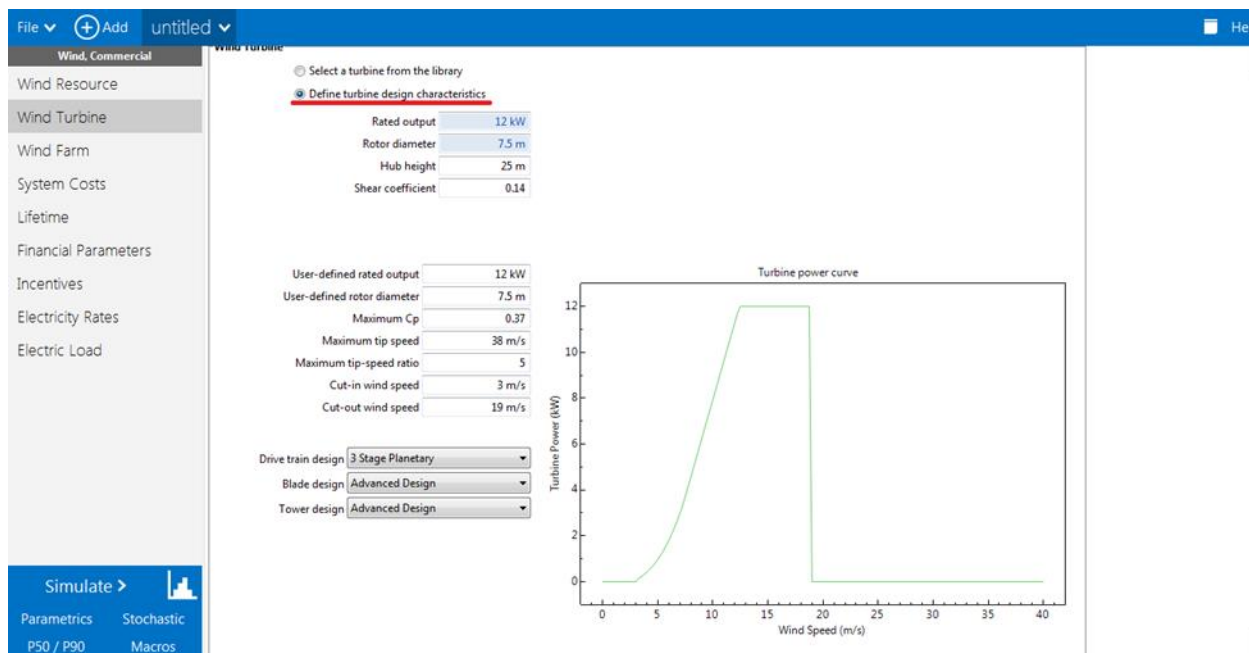 File Add untitled He
Wind, Commercial
Wind Resource
Wind Turbine
Wind Farm
System Costs
Lifetime
Financial Parameters
Incentives
Electricity Rates
Electric Load
Simulate >
Parametrics Stochastic
P50 / P90 Macros
Wind Turbine
Select a turbine from the library
Define turbine design characteristics
Rated output 12 kW
Rotor diameter 7.5 m
Hub height 25 m
Shear coefficient 0.14
User-defined rated output 12 kW
User-defined rotor diameter 7.5 m
Maximum Cp 0.37
Maximum tip speed 38 m/s
Maximum tip-speed ratio 5
Cut-in wind speed 3 m/s
Cut-out wind speed 19 m/s
Drive train design 3 Stage Planetary
Blade design Advanced Design
Tower design Advanced Design
Turbine power curve
Turbine Power (kW)
12
10
8
6
4
2
0
0 5 10 15 20 25 30 35 40
Wind Speed (m/s)